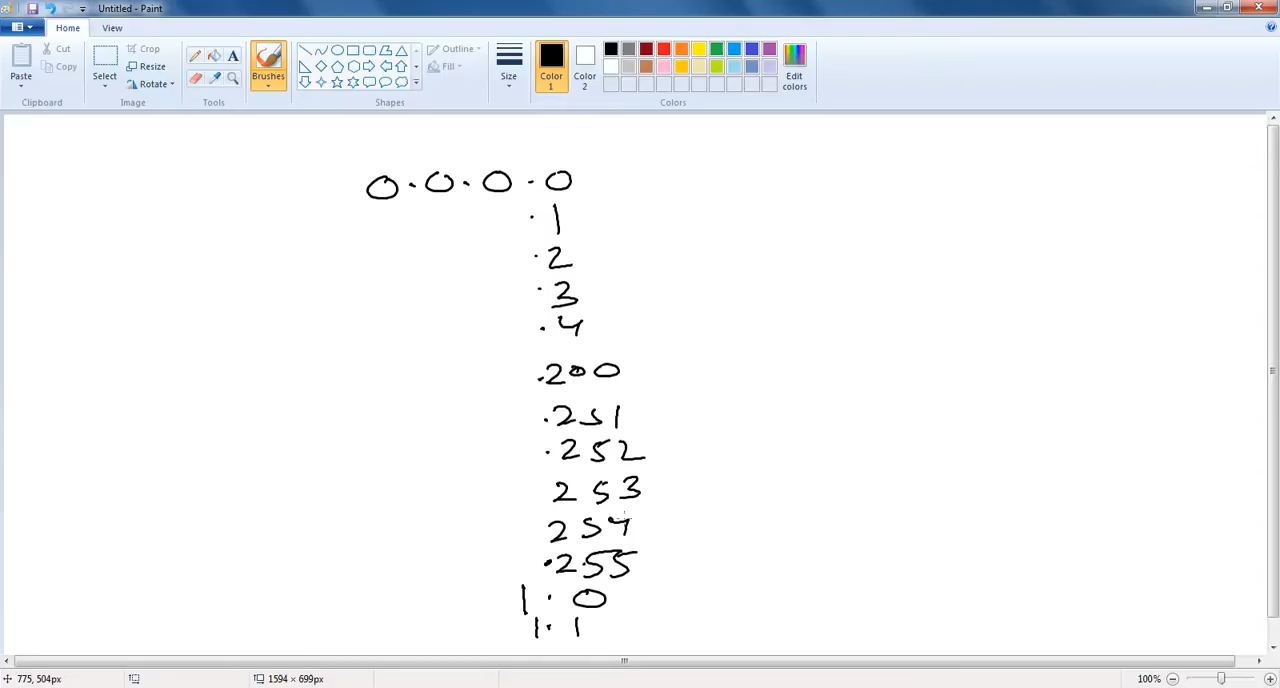 Untitled - Paint
Home View
Paste Cut Copy Clipboard
Select Crop Resize Rotate Image
A Tools
Brushes
Outline Fill Shapes
Size
Color 1
Color 2
Edit colors
Colors
0.0.0.0
.1
.2
.3
.4
.200
.251
.252
253
254
.255
1.0
1.1
775, 504px 1594 × 699px 100%